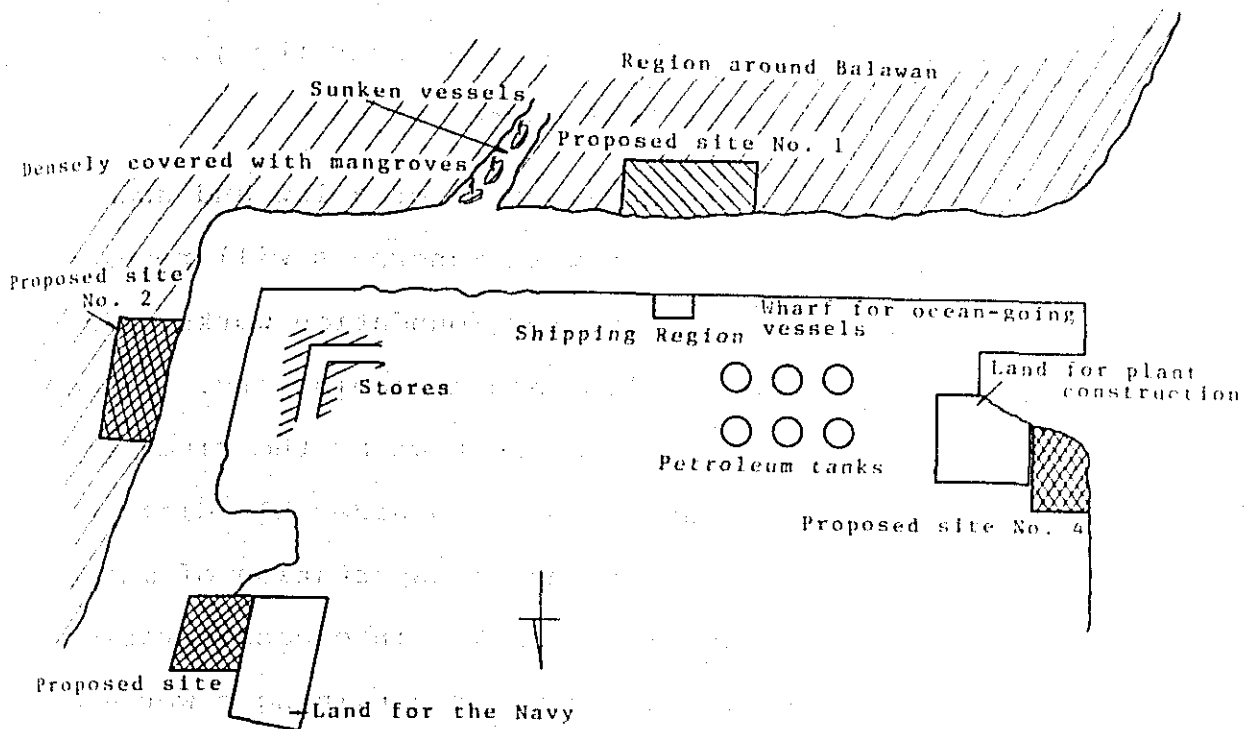 Region around Balawan
Sunken vessels
Proposed site No. 1
Densely covered with mangroves
Proposed site
No. 2
Wharf for ocean-going
vessels
Shipping Region
Land for plant
construction
Stores
Petroleum tanks
Proposed site No. 4
Proposed site
Land for the Navy